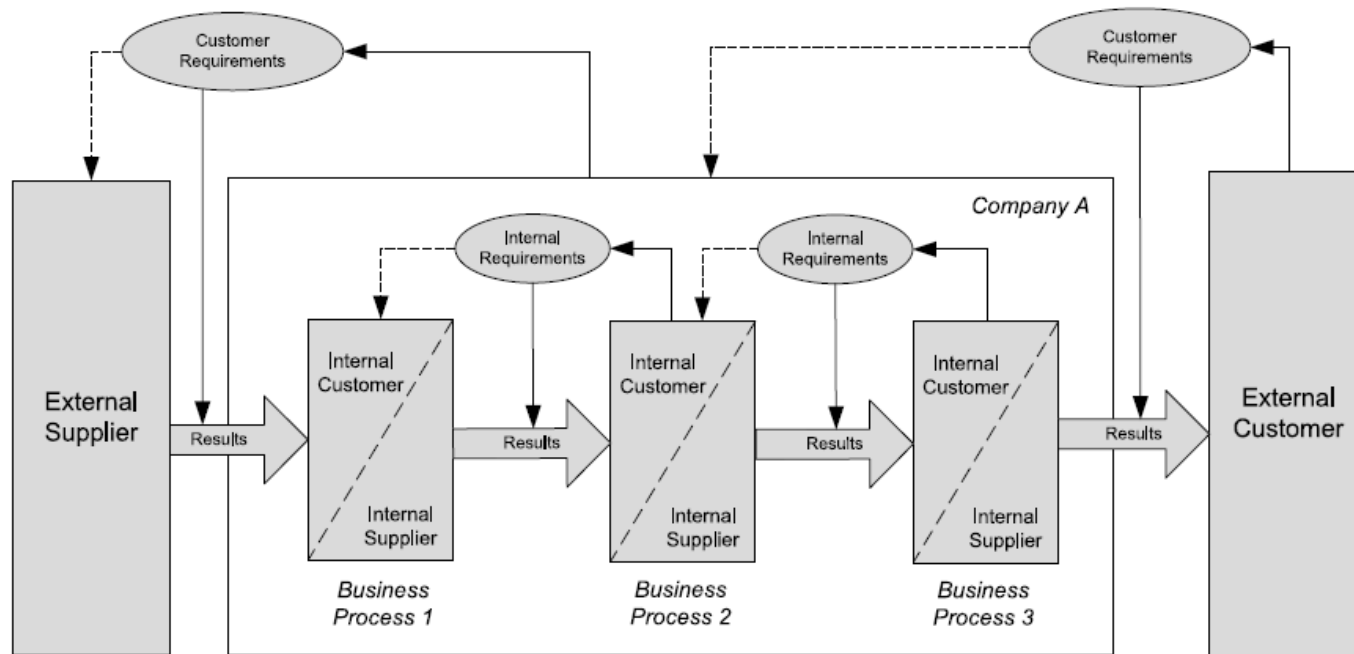 Customer
Requirements
Customer
Requirements
Company A
Internal
Requirements
Internal
Requirements
External
Supplier
Results
Internal
Customer
Internal
Supplier
Results
Internal
Customer
Internal
Supplier
Results
Internal
Customer
Internal
Supplier
Results
External
Customer
Business
Process 1
Business
Process 2
Business
Process 3